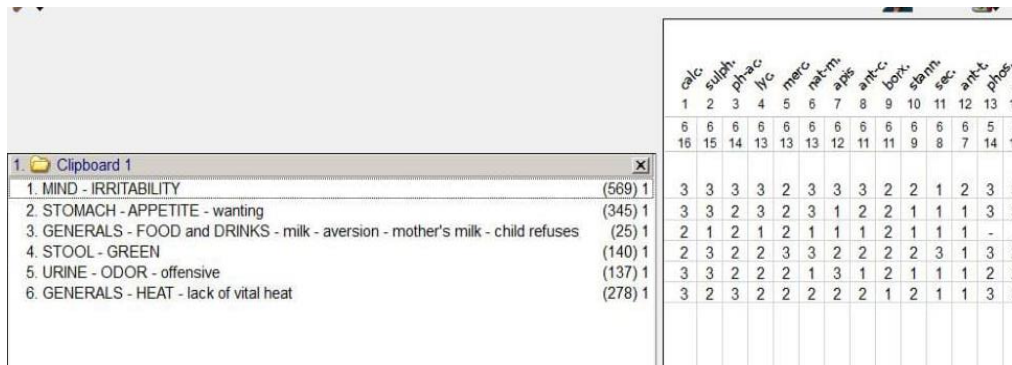 calc. sulph. ph-ac. lyc. merc. nat-m. apis ant-c. borx. stann. sec. ant-t. phos.
1 2 3 4 5 6 7 8 9 10 11 12 13
6 6 6 6 6 6 6 6 6 6 6 6 5
16 15 14 13 13 13 12 11 11 9 8 7 14
1. Clipboard 1
1. MIND - IRRITABILITY (569) 1 3 3 3 3 2 3 3 3 2 2 1 2 3
2. STOMACH - APPETITE - wanting (345) 1 3 3 2 3 2 3 1 2 2 1 1 1 3
3. GENERALS - FOOD and DRINKS - milk - aversion - mother's milk - child refuses (25) 1 2 1 2 1 2 1 1 1 2 1 1 1 -
4. STOOL - GREEN (140) 1 2 3 2 2 3 3 2 2 2 2 3 1 3
5. URINE - ODOR - offensive (137) 1 3 3 2 2 2 1 3 1 2 1 1 1 2
6. GENERALS - HEAT - lack of vital heat (278) 1 3 2 3 2 2 2 2 2 1 2 1 1 3